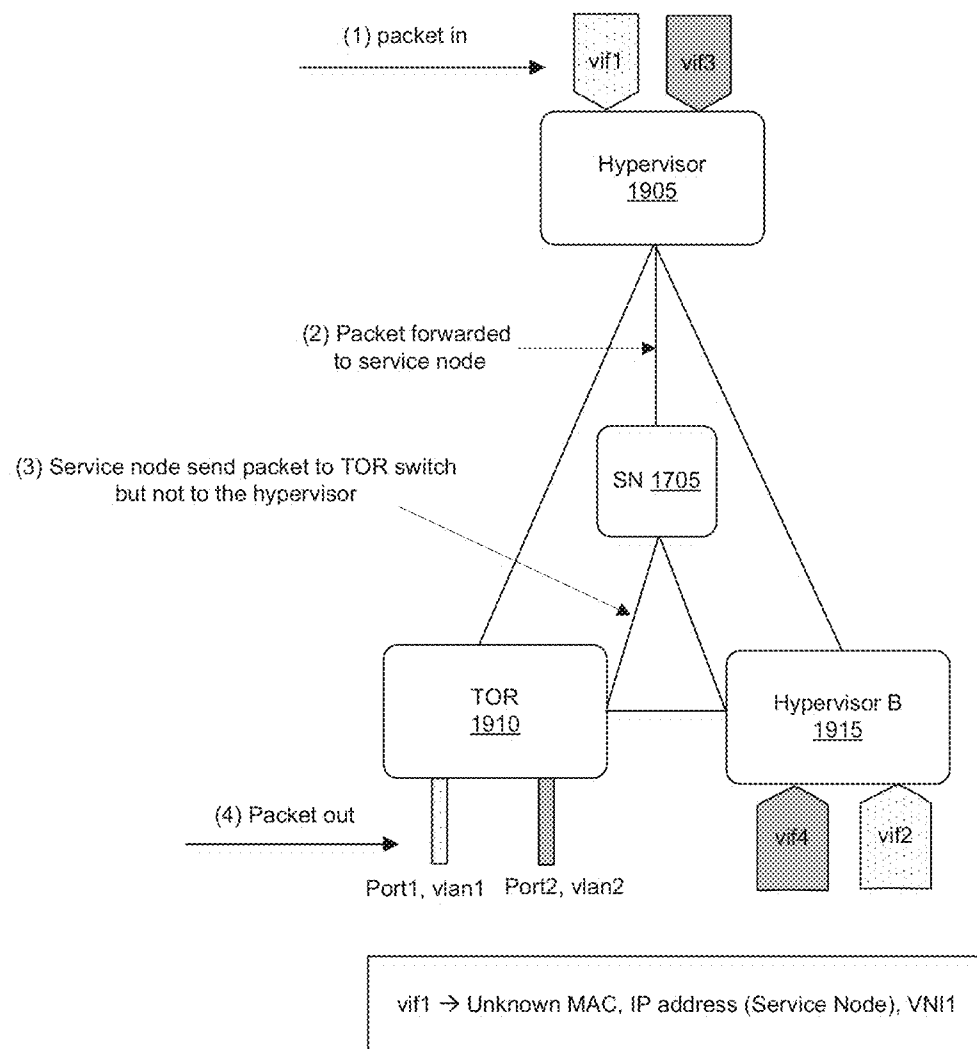 (1) packet in
vif1
vif3
Hypervisor
1905
(2) Packet forwarded
to service node
(3) Service node send packet to TOR switch
but not to the hypervisor
SN 1705
TOR
1910
Hypervisor B
1915
(4) Packet out
vif4
vif2
Port1, vlan1
Port2, vlan2
vif1 → Unknown MAC, IP address (Service Node), VNI1